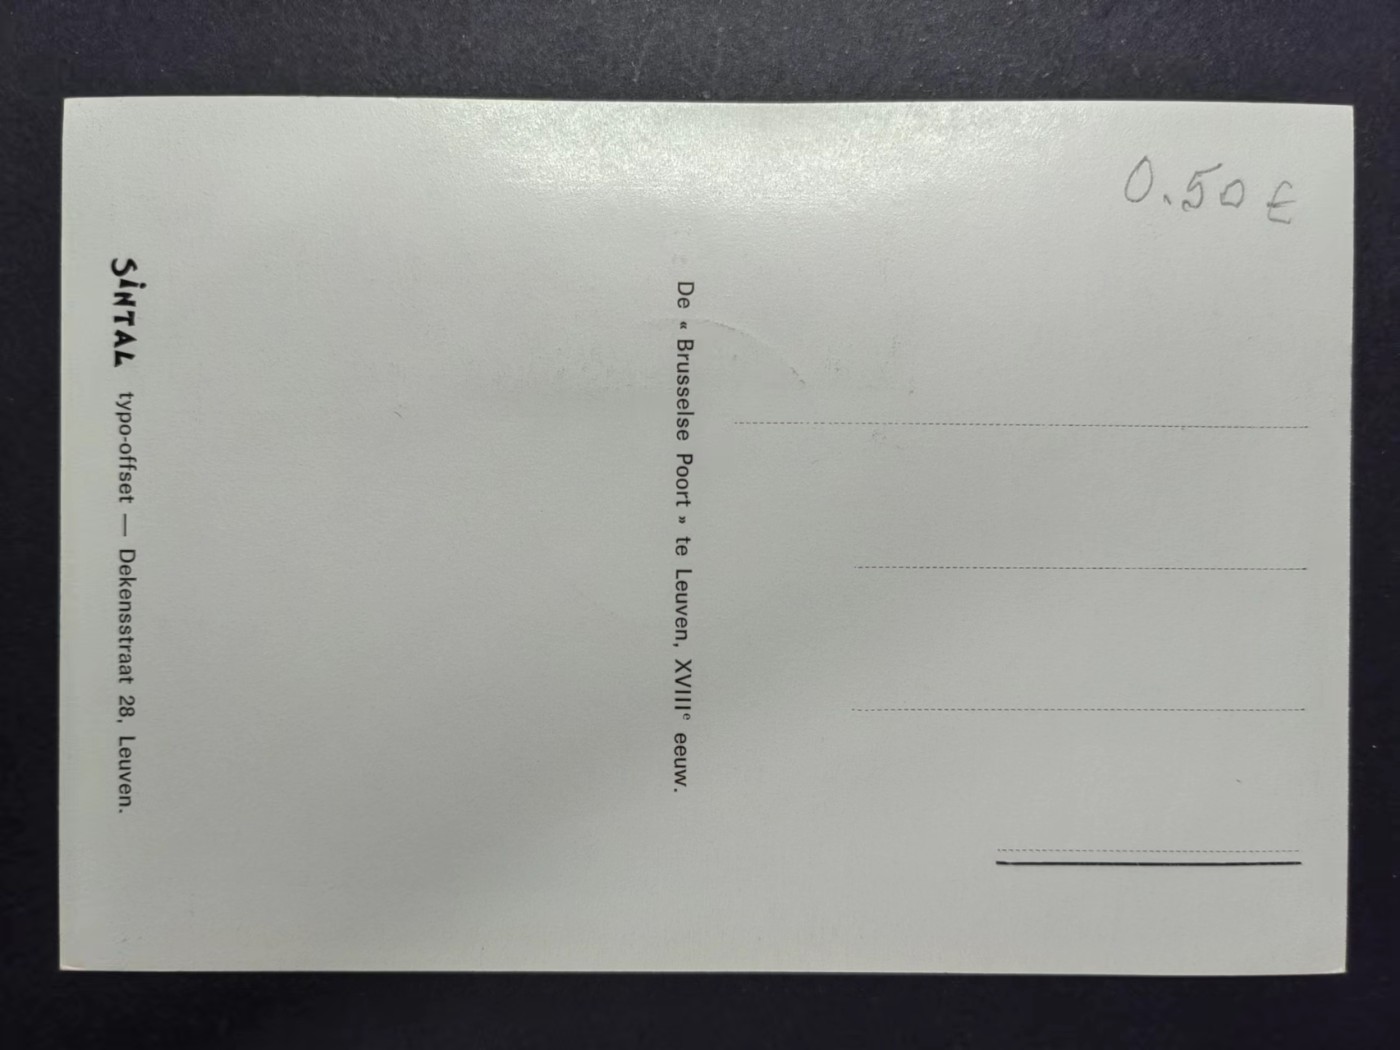 0.50 €
De « Brusselse Poort » te Leuven, XVIIIe eeuw.
SINTAL typo-offset — Dekensstraat 28, Leuven.